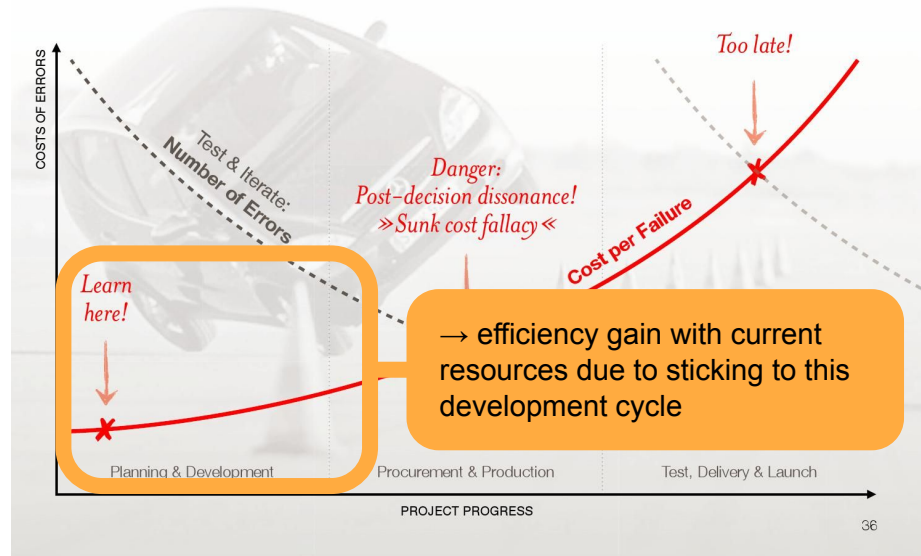 Too late!
COSTS OF ERRORS
Test & Iterate:
Number of Errors
Danger:
Post-decision dissonance!
»Sunk cost fallacy«
Cost per Failure
Learn
here!
→ efficiency gain with current
resources due to sticking to this
development cycle
Planning & Development
Procurement & Production
Test, Delivery & Launch
PROJECT PROGRESS
36